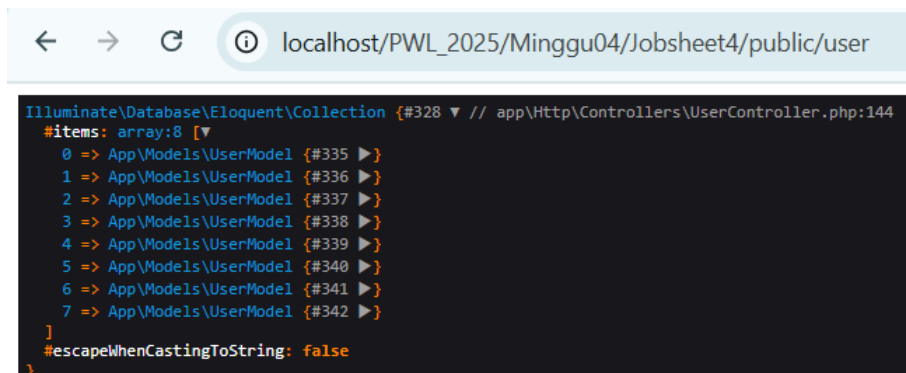 localhost/PWL_2025/Minggu04/Jobsheet4/public/user
Illuminate\Database\Eloquent\Collection {#328 ▼ // app\Http\Controllers\UserController.php:144
#items: array:8 [▼
0 => App\Models\UserModel {#335 ▶}
1 => App\Models\UserModel {#336 ▶}
2 => App\Models\UserModel {#337 ▶}
3 => App\Models\UserModel {#338 ▶}
4 => App\Models\UserModel {#339 ▶}
5 => App\Models\UserModel {#340 ▶}
6 => App\Models\UserModel {#341 ▶}
7 => App\Models\UserModel {#342 ▶}
]
#escapeWhenCastingToString: false
}